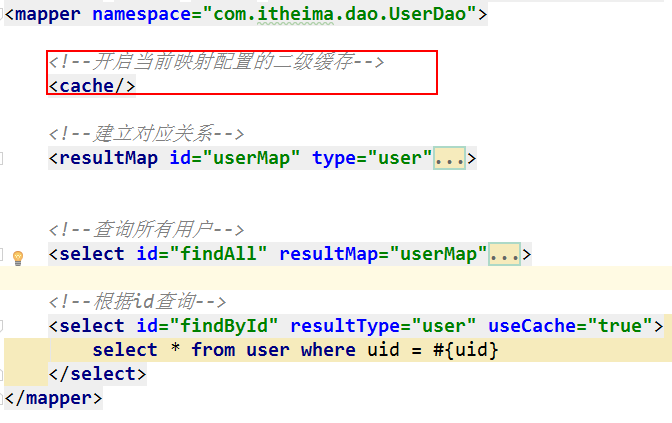 <mapper namespace="com.itheima.dao.UserDao">
<!--开启当前映射配置的二级缓存-->
<cache/>
<!--建立对应关系-->
<resultMap id="userMap" type="user"...>
<!--查询所有用户-->
<select id="findAll" resultMap="userMap"...>
<!--根据id查询-->
<select id="findById" resultType="user" useCache="true">
select * from user where uid = #{uid}
</select>
</mapper>